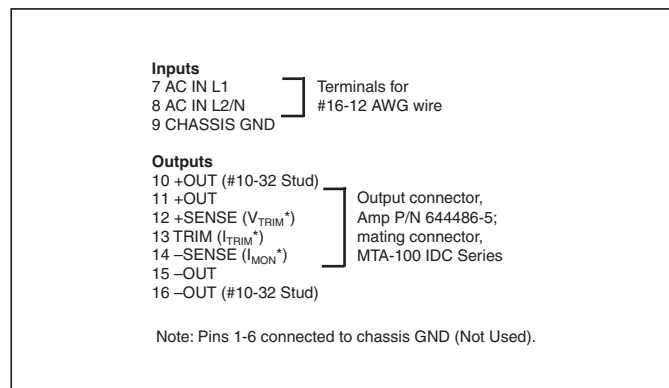 Inputs
7 AC IN L1
8 AC IN L2/N
9 CHASSIS GND
Terminals for
#16-12 AWG wire
Outputs
10 +OUT (#10-32 Stud)
11 +OUT
12 +SENSE (VTRIM*)
13 TRIM (ITRIM*)
14 –SENSE (IMON*)
15 –OUT
16 –OUT (#10-32 Stud)
Output connector,
Amp P/N 644486-5;
mating connector,
MTA-100 IDC Series
Note: Pins 1-6 connected to chassis GND (Not Used).